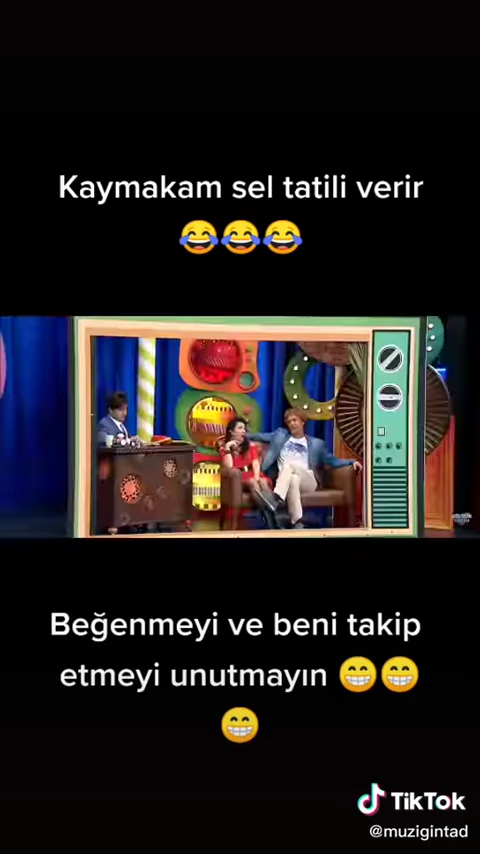 Kaymakam sel tatili verir
😂😂😂
Beğenmeyi ve beni takip
etmeyi unutmayın 😁😁
😁
TikTok
@muzigintad